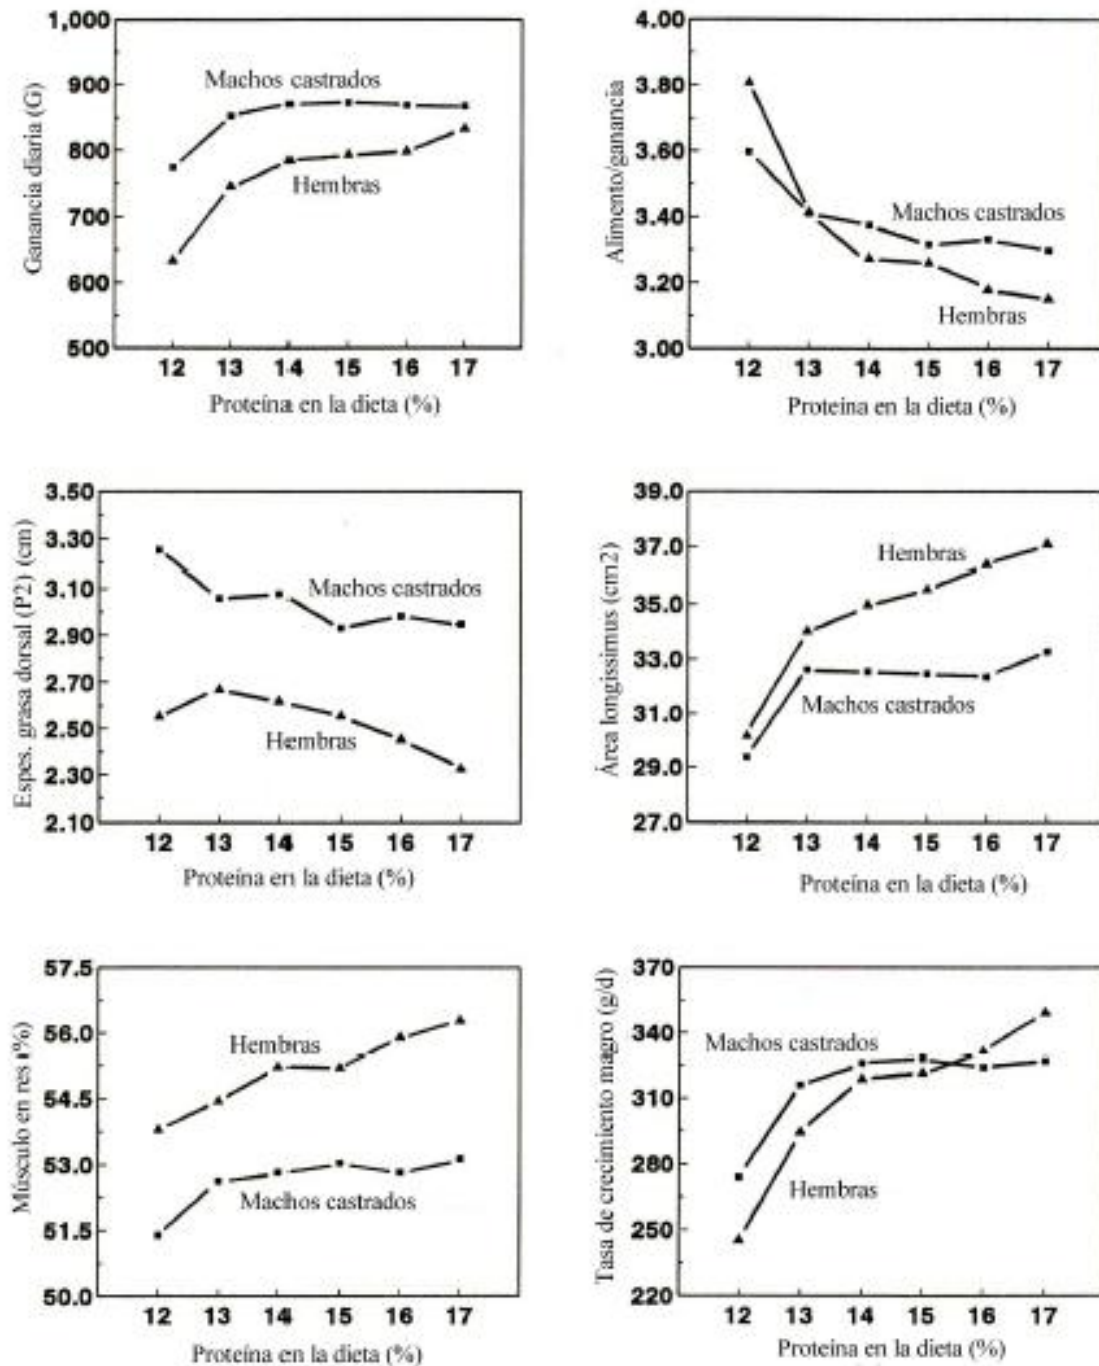 1,000
900
800
700
600
500
Ganancia diaria (G)
Machos castrados
Hembras
12 13 14 15 16 17
Proteína en la dieta (%)
4.00
3.80
3.60
3.40
3.20
3.00
Alimento/ganancia
Machos castrados
Hembras
12 13 14 15 16 17
Proteína en la dieta (%)
3.50
3.30
3.10
2.90
2.70
2.50
2.30
2.10
Espes. grasa dorsal (P2) (cm)
Machos castrados
Hembras
12 13 14 15 16 17
Proteína en la dieta (%)
39.0
37.0
35.0
33.0
31.0
29.0
27.0
Área longissimus (cm2)
Hembras
Machos castrados
12 13 14 15 16 17
Proteína en la dieta (%)
57.5
56.0
54.5
53.0
51.5
50.0
Músculo en res (%)
Hembras
Machos castrados
12 13 14 15 16 17
Proteína en la dieta (%)
370
340
310
280
250
220
Tasa de crecimiento magro (g/d)
Machos castrados
Hembras
12 13 14 15 16 17
Proteína en la dieta (%)